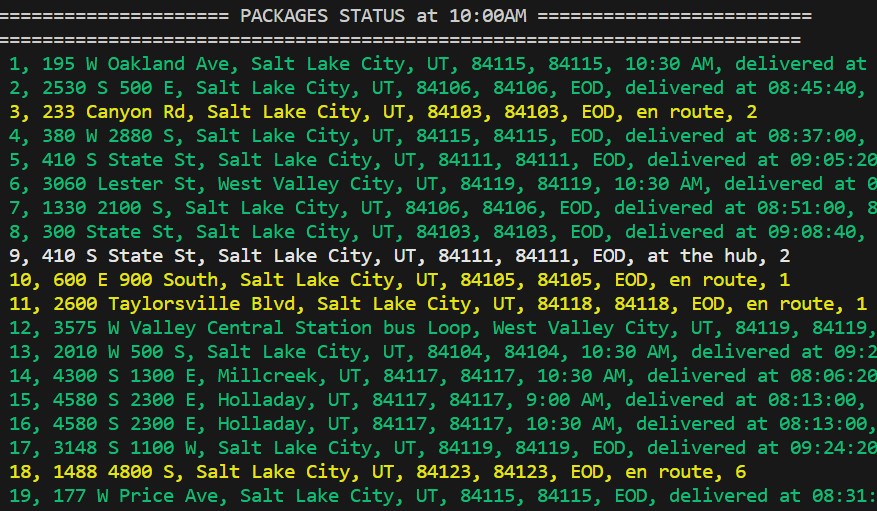 ===================== PACKAGES STATUS at 10:00AM =========================
=========================================================================
1, 195 W Oakland Ave, Salt Lake City, UT, 84115, 84115, 10:30 AM, delivered at
2, 2530 S 500 E, Salt Lake City, UT, 84106, 84106, EOD, delivered at 08:45:40,
3, 233 Canyon Rd, Salt Lake City, UT, 84103, 84103, EOD, en route, 2
4, 380 W 2880 S, Salt Lake City, UT, 84115, 84115, EOD, delivered at 08:37:00,
5, 410 S State St, Salt Lake City, UT, 84111, 84111, EOD, delivered at 09:05:20
6, 3060 Lester St, West Valley City, UT, 84119, 84119, 10:30 AM, delivered at 0
7, 1330 2100 S, Salt Lake City, UT, 84106, 84106, EOD, delivered at 08:51:00, 8
8, 300 State St, Salt Lake City, UT, 84103, 84103, EOD, delivered at 09:08:40,
9, 410 S State St, Salt Lake City, UT, 84111, 84111, EOD, at the hub, 2
10, 600 E 900 South, Salt Lake City, UT, 84105, 84105, EOD, en route, 1
11, 2600 Taylorsville Blvd, Salt Lake City, UT, 84118, 84118, EOD, en route, 1
12, 3575 W Valley Central Station bus Loop, West Valley City, UT, 84119, 84119,
13, 2010 W 500 S, Salt Lake City, UT, 84104, 84104, 10:30 AM, delivered at 09:2
14, 4300 S 1300 E, Millcreek, UT, 84117, 84117, 10:30 AM, delivered at 08:06:20
15, 4580 S 2300 E, Holladay, UT, 84117, 84117, 9:00 AM, delivered at 08:13:00,
16, 4580 S 2300 E, Holladay, UT, 84117, 84117, 10:30 AM, delivered at 08:13:00,
17, 3148 S 1100 W, Salt Lake City, UT, 84119, 84119, EOD, delivered at 09:24:20
18, 1488 4800 S, Salt Lake City, UT, 84123, 84123, EOD, en route, 6
19, 177 W Price Ave, Salt Lake City, UT, 84115, 84115, EOD, delivered at 08:31: